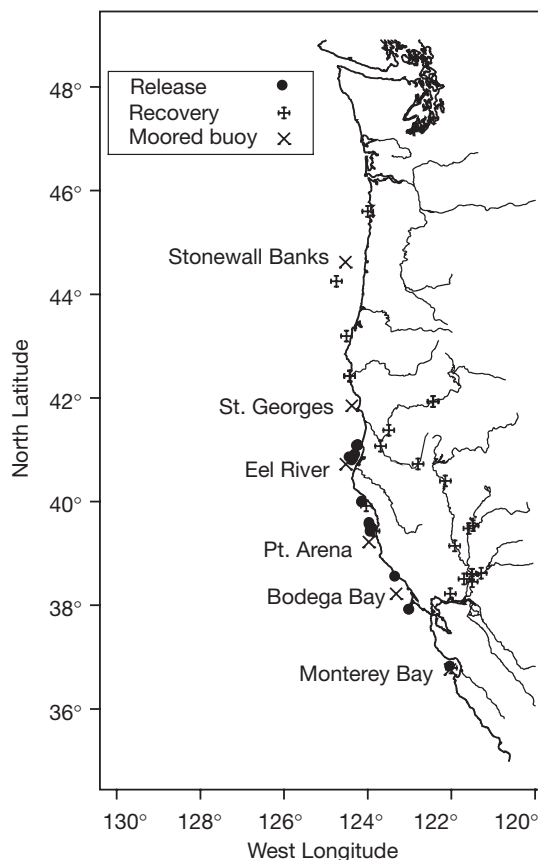 48°
Release
Recovery
Moored buoy
46°
Stonewall Banks
44°
42°
St. Georges
Eel River
40°
Pt. Arena
Bodega Bay
38°
Monterey Bay
36°
North Latitude
130° 128° 126° 124° 122° 120°
West Longitude